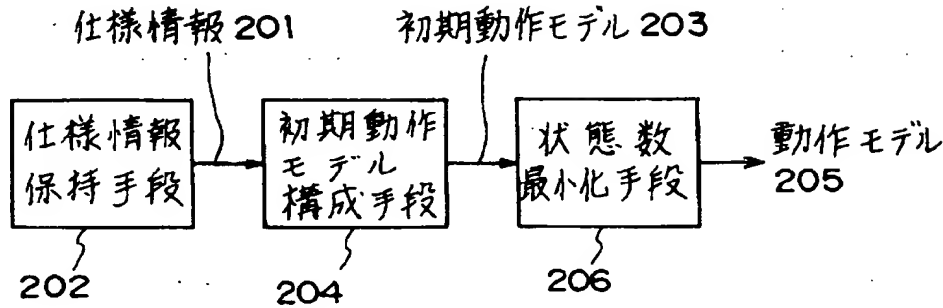 仕様情報 201
初期動作モデル 203
仕様情報
保持手段
初期動作
モデル
構成手段
状態数
最小化手段
動作モデル
205
202
204
206